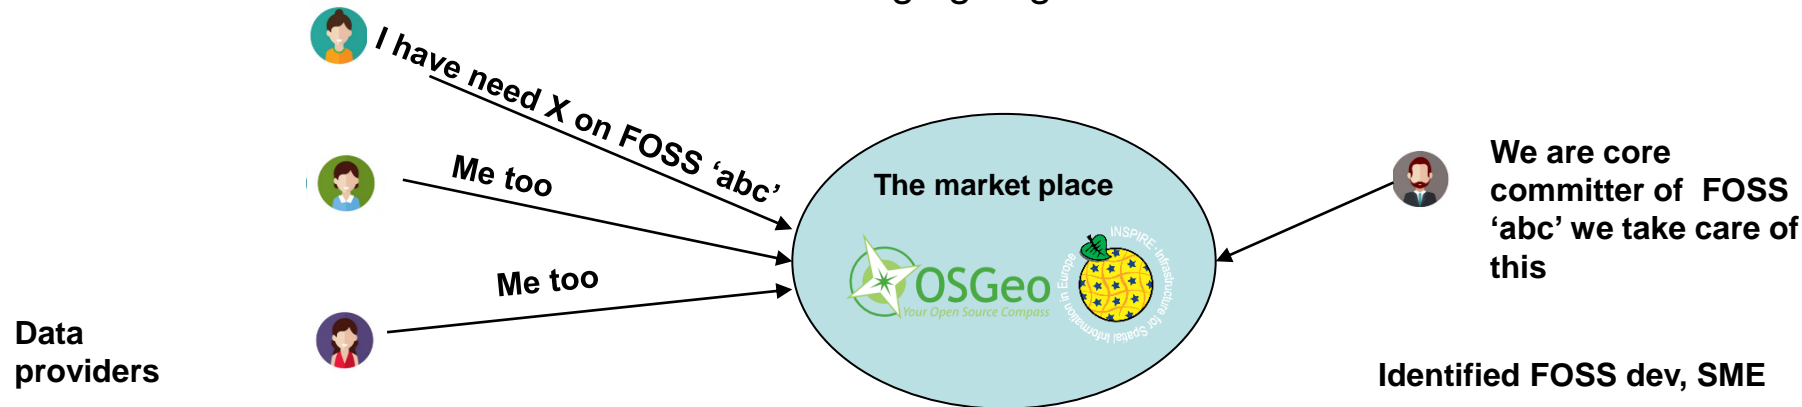 I have need X on FOSS ‘abc’
Me too
Me too
Data
providers
The market place
OSGeo
Your Open Source Compass
INSPIRE - Infrastructure for Spatial Information in Europe
We are core
committer of FOSS
‘abc’ we take care of
this
Identified FOSS dev, SME